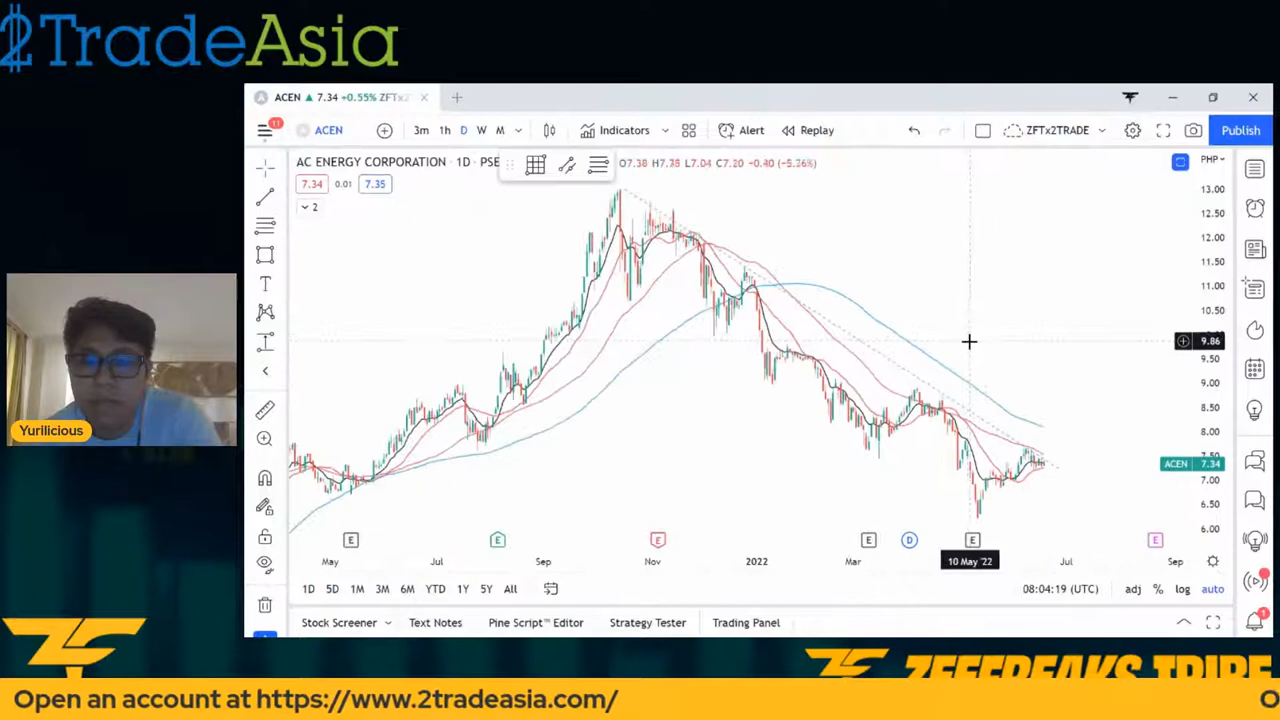 2TradeAsia
ACEN 7.34 +0.55% ZFTx2
11
ACEN 3m 1h D W M Indicators Alert Replay ZFTx2TRADE Publish
AC ENERGY CORPORATION · 1D · PSE O7.38 H7.38 L7.04 C7.20 −0.40 (−5.26%) PHP
7.34 0.01 7.35
2
13.00
12.50
12.00
11.50
11.00
10.50
9.86
9.50
9.00
8.50
8.00
ACEN 7.34
7.00
6.50
6.00
Yurilicious
E E E E D E E
May Jul Sep Nov 2022 Mar 10 May '22 Jul Sep
1D 5D 1M 3M 6M YTD 1Y 5Y All 08:04:19 (UTC) adj % log auto
Stock Screener Text Notes Pine Script™ Editor Strategy Tester Trading Panel
1
ZEEFREAKS TRIBE
Open an account at https://www.2tradeasia.com/ O